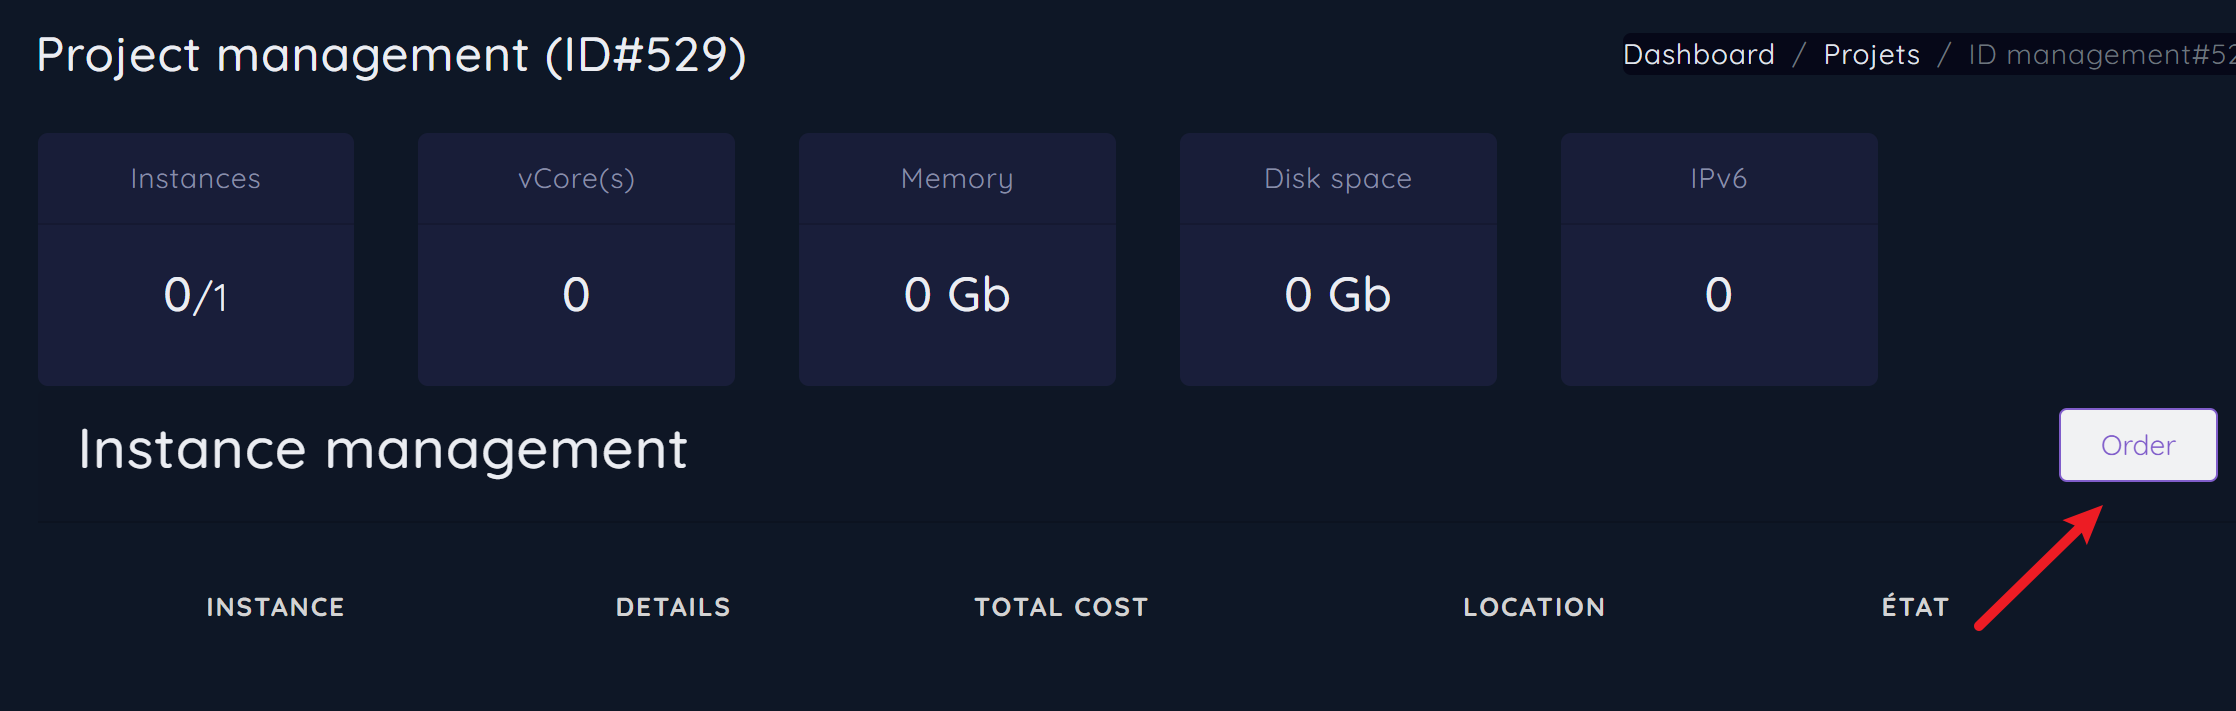 Project management (ID#529)
Dashboard / Projets / ID management#52
Instances
vCore(s)
Memory
Disk space
IPv6
0/1
0
0 Gb
0 Gb
0
Instance management
Order
INSTANCE DETAILS TOTAL COST LOCATION ÉTAT